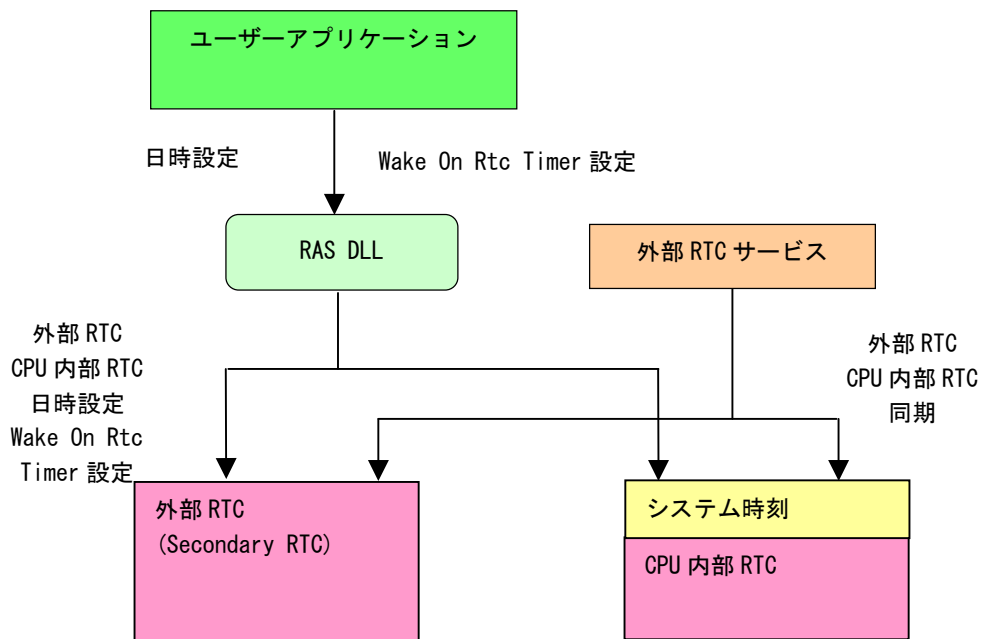 ユーザーアプリケーション
日時設定
Wake On Rtc Timer 設定
RAS DLL
外部 RTC サービス
外部 RTC
CPU 内部 RTC
日時設定
Wake On Rtc
Timer 設定
外部 RTC
CPU 内部 RTC
同期
外部 RTC
(Secondary RTC)
システム時刻
CPU 内部 RTC